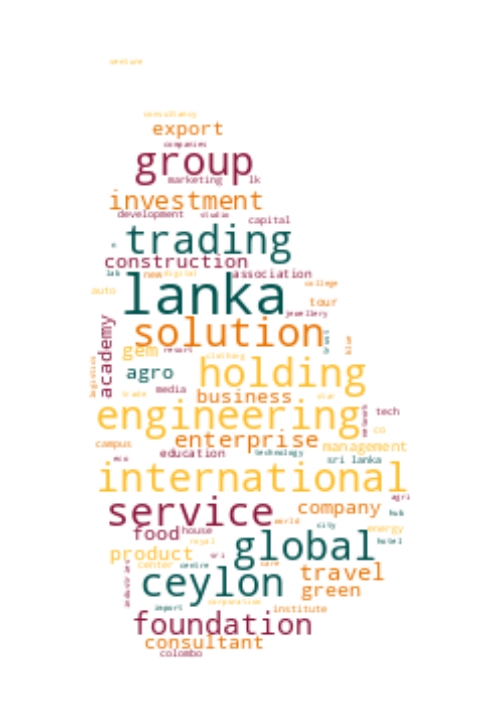 venture
consultancy
export
companies
group
marketing lk
investment
development studio
capital
trading
construction
lab new digital association
college
auto
lanka
tour
jewellery
academy
solution
trust
blue
gem resort
clothing
logistics
agro
holding
media
trade
business
star
engineering
network
tech
co
enterprise
campus
management
education technology
eco
sri lanka
international
agri
service
company
hub
world
city
food house
energy
royal
global
hotel
product
sri
center centre
care
travel
ceylon
green
corporation
import
institute
foundation
consultant
colombo